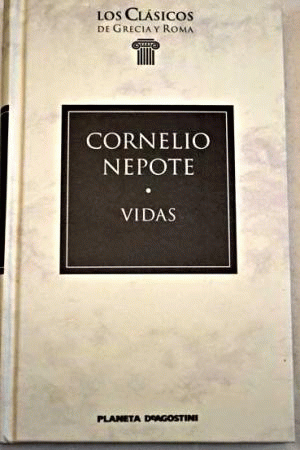 LOS CLÁSICOS
DE GRECIA Y ROMA
CORNELIO
NEPOTE
•
VIDAS
PLANETA DEAGOSTINI